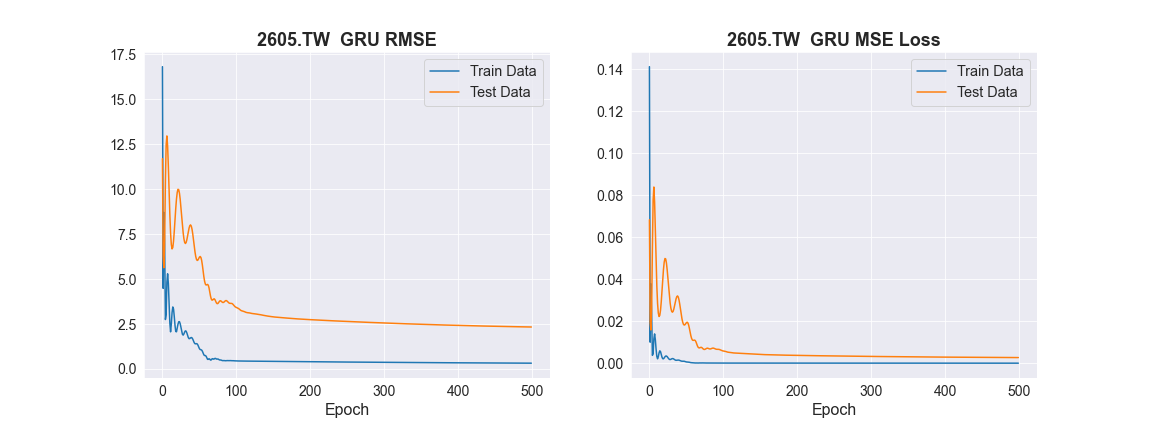 2605.TW  GRU RMSE
17.5
15.0
12.5
10.0
7.5
5.0
2.5
0.0
Train Data
Test Data
0 100 200 300 400 500
Epoch
2605.TW  GRU MSE Loss
0.14
0.12
0.10
0.08
0.06
0.04
0.02
0.00
Train Data
Test Data
0 100 200 300 400 500
Epoch